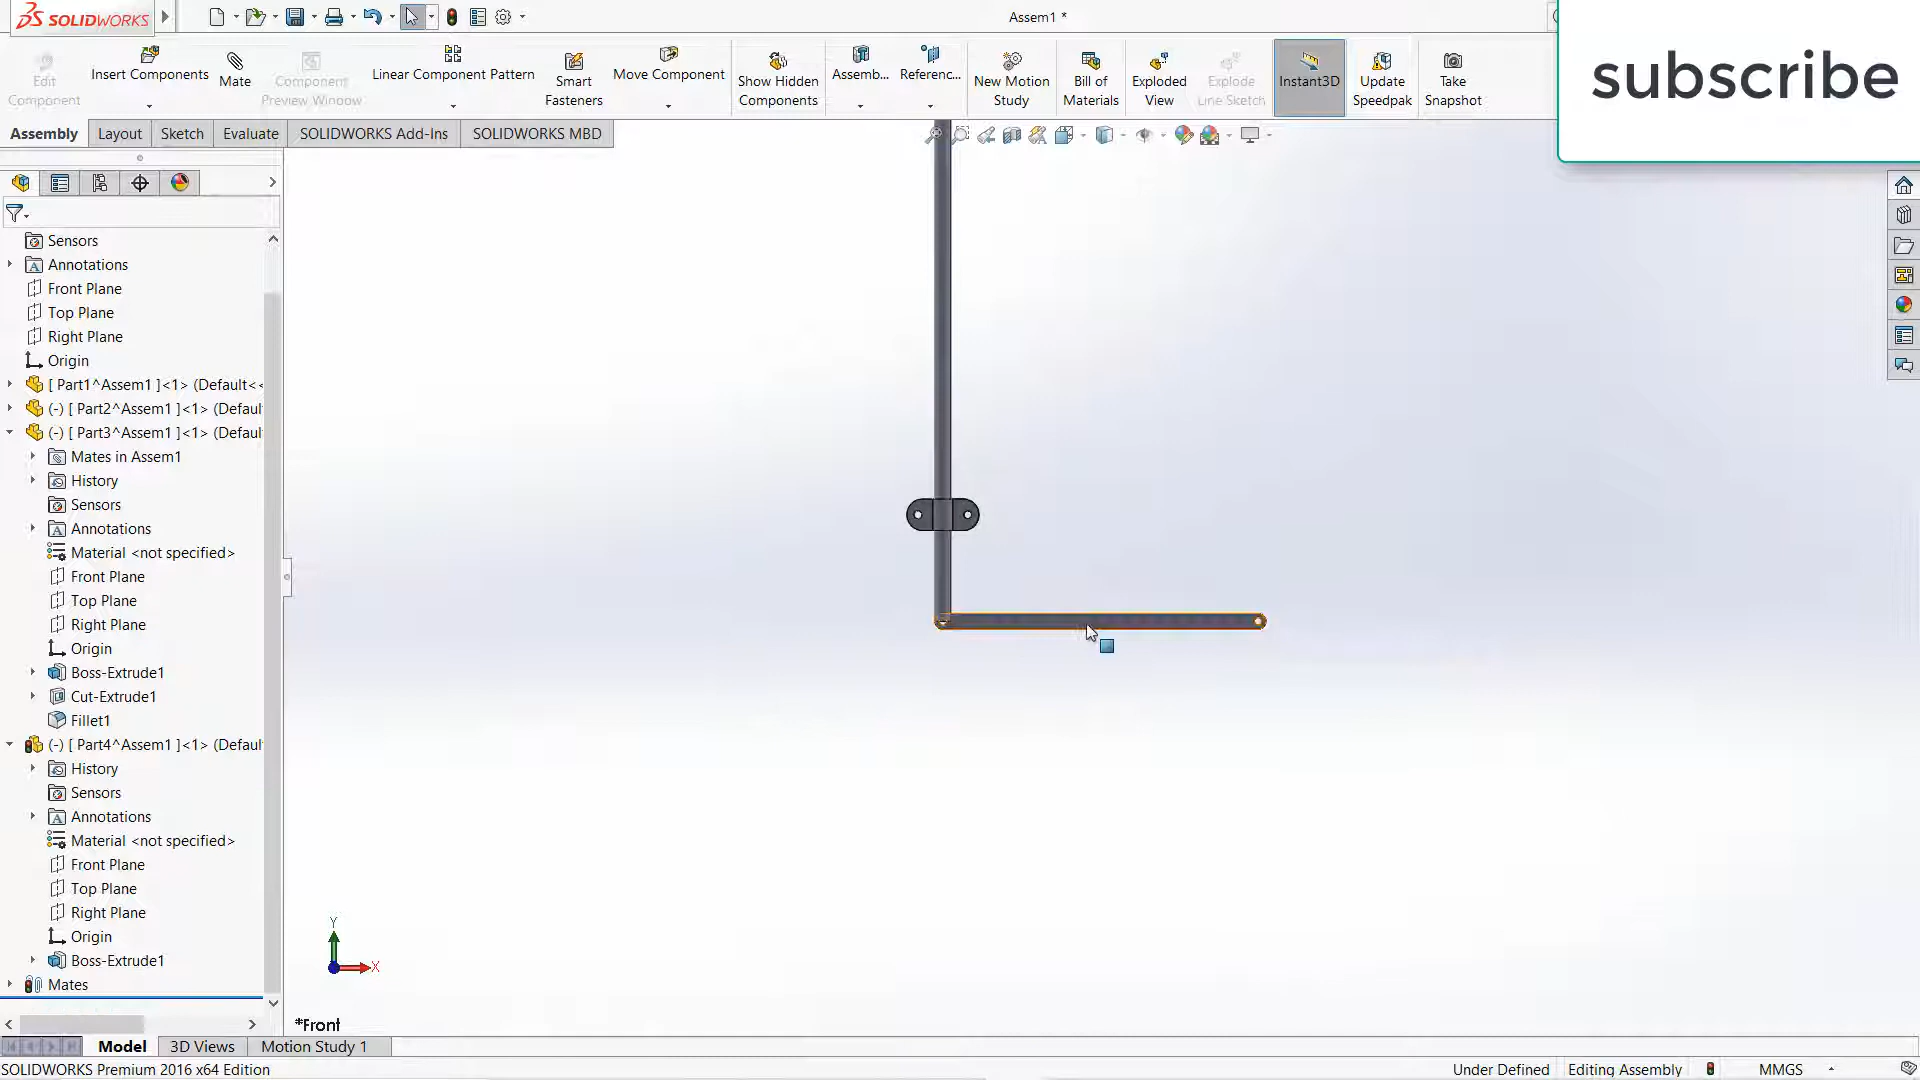 SOLIDWORKS
Assem1 *
subscribe
Edit Component
Insert Components
Mate
Component Preview Window
Linear Component Pattern
Smart Fasteners
Move Component
Show Hidden Components
Assemb...
Referenc...
New Motion Study
Bill of Materials
Exploded View
Explode Line Sketch
Instant3D
Update Speedpak
Take Snapshot
Assembly
Layout
Sketch
Evaluate
SOLIDWORKS Add-Ins
SOLIDWORKS MBD
Sensors
Annotations
Front Plane
Top Plane
Right Plane
Origin
[ Part1^Assem1 ]<1> (Default<<
(-) [ Part2^Assem1 ]<1> (Defaul
(-) [ Part3^Assem1 ]<1> (Defaul
Mates in Assem1
History
Sensors
Annotations
Material <not specified>
Front Plane
Top Plane
Right Plane
Origin
Boss-Extrude1
Cut-Extrude1
Fillet1
(-) [ Part4^Assem1 ]<1> (Defaul
History
Sensors
Annotations
Material <not specified>
Front Plane
Top Plane
Right Plane
Origin
Boss-Extrude1
Mates
Y
X
*Front
Model
3D Views
Motion Study 1
SOLIDWORKS Premium 2016 x64 Edition
Under Defined
Editing Assembly
MMGS